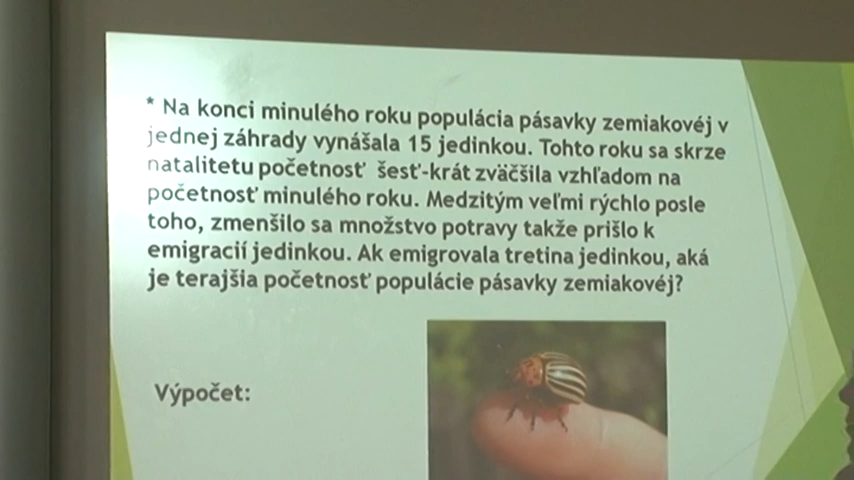 * Na konci minulého roku populácia pásavky zemiakovéj v
jednej záhrady vynášala 15 jedinkou. Tohto roku sa skrze
natalitetu početnosť šesť-krát zväčšila vzhľadom na
početnosť minulého roku. Medzitým veľmi rýchlo posle
toho, zmenšilo sa množstvo potravy takže prišlo k
emigracií jedinkou. Ak emigrovala tretina jedinkou, aká
je terajšia početnosť populácie pásavky zemiakovéj?
Výpočet: